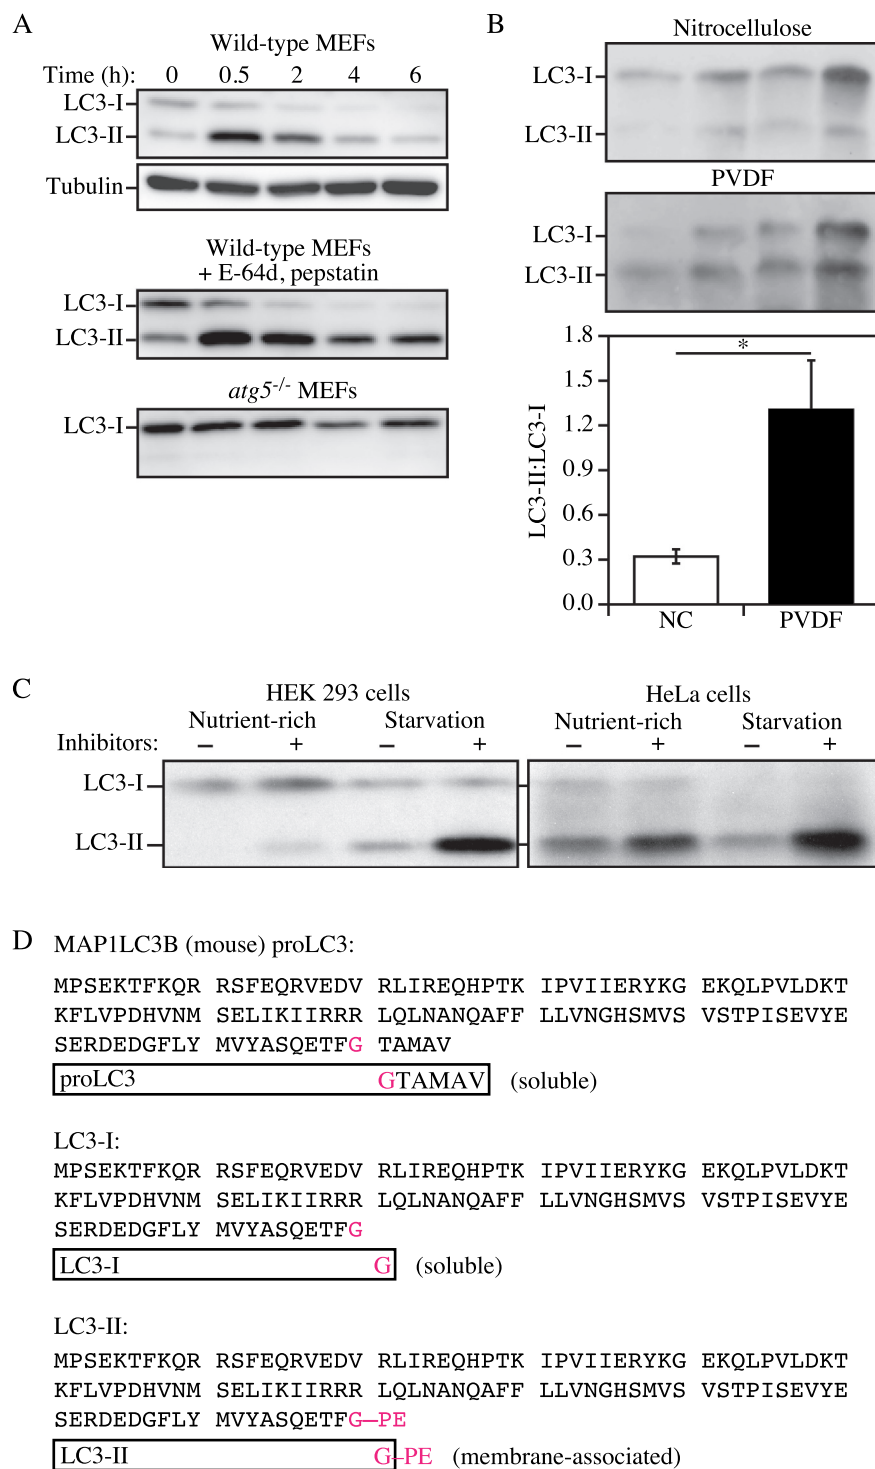 A
Wild-type MEFs
Time (h): 0 0.5 2 4 6
LC3-I
LC3-II
Tubulin
Wild-type MEFs
+ E-64d, pepstatin
LC3-I
LC3-II
atg5-/- MEFs
LC3-I
B
Nitrocellulose
LC3-I
LC3-II
PVDF
LC3-I
LC3-II
LC3-II:LC3-I
1.8
1.5
1.2
0.9
0.6
0.3
0.0
*
NC PVDF
C
HEK 293 cells HeLa cells
Nutrient-rich Starvation Nutrient-rich Starvation
Inhibitors: – + – + – + – +
LC3-I
LC3-II
D
MAP1LC3B (mouse) proLC3:
MPSEKTFKQR RSFEQRVEDV RLIREQHPTK IPVIIERYKG EKQLPVLDKT
KFLVPDHVNM SELIKIIRRR LQLNANQAFF LLVNGHSMVS VSTPISEVYE
SERDEDGFLY MVYASQETFG TAMAV
proLC3 GTAMAV (soluble)
LC3-I:
MPSEKTFKQR RSFEQRVEDV RLIREQHPTK IPVIIERYKG EKQLPVLDKT
KFLVPDHVNM SELIKIIRRR LQLNANQAFF LLVNGHSMVS VSTPISEVYE
SERDEDGFLY MVYASQETFG
LC3-I G (soluble)
LC3-II:
MPSEKTFKQR RSFEQRVEDV RLIREQHPTK IPVIIERYKG EKQLPVLDKT
KFLVPDHVNM SELIKIIRRR LQLNANQAFF LLVNGHSMVS VSTPISEVYE
SERDEDGFLY MVYASQETFG–PE
LC3-II G–PE (membrane-associated)